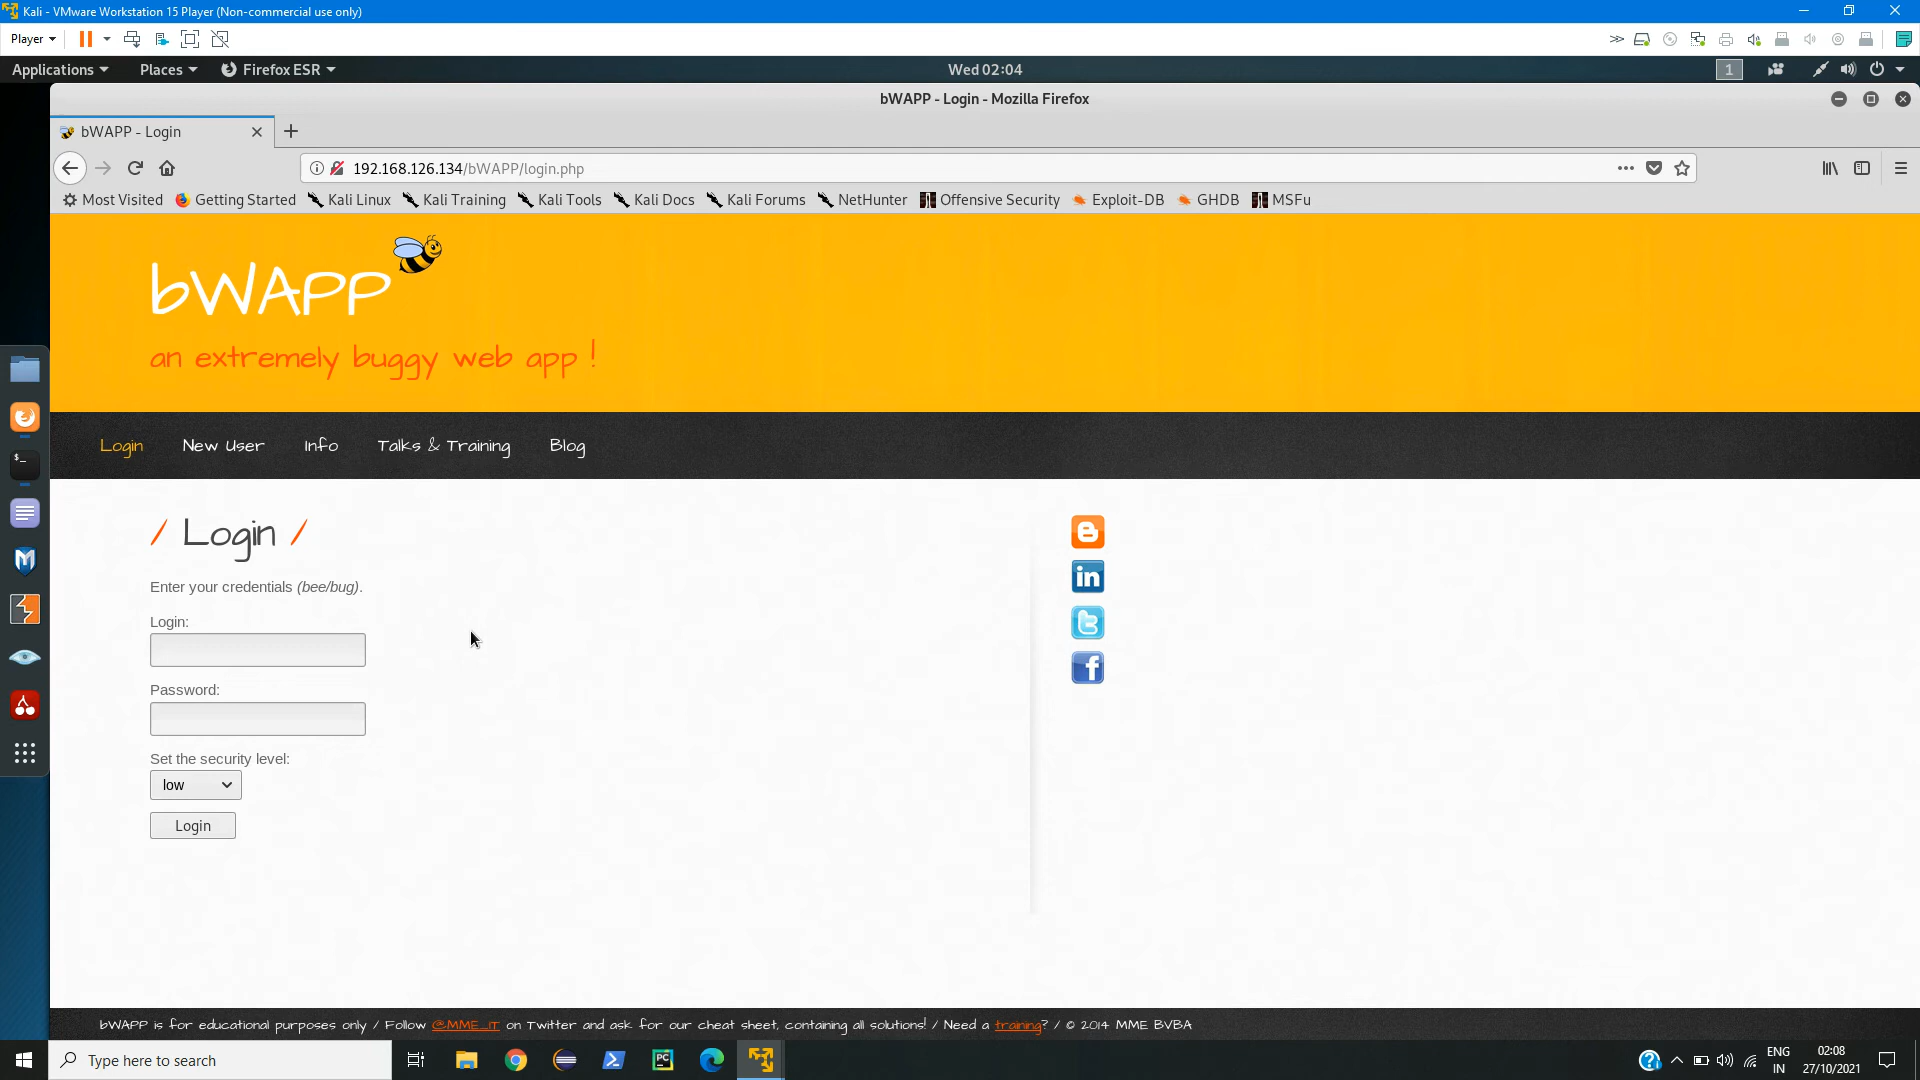 Kali - VMware Workstation 15 Player (Non-commercial use only)
Player
Applications Places Firefox ESR Wed 02:04 1
bWAPP - Login - Mozilla Firefox
bWAPP - Login
192.168.126.134/bWAPP/login.php
Most Visited Getting Started Kali Linux Kali Training Kali Tools Kali Docs Kali Forums NetHunter Offensive Security Exploit-DB GHDB MSFu
bWAPP
an extremely buggy web app !
Login New User Info Talks & Training Blog
/ Login /
Enter your credentials (bee/bug).
Login:
Password:
Set the security level:
low
Login
bWAPP is for educational purposes only / Follow @MME_IT on Twitter and ask for our cheat sheet, containing all solutions! / Need a training? / © 2014 MME BVBA
Type here to search
ENG
IN
02:08
27/10/2021